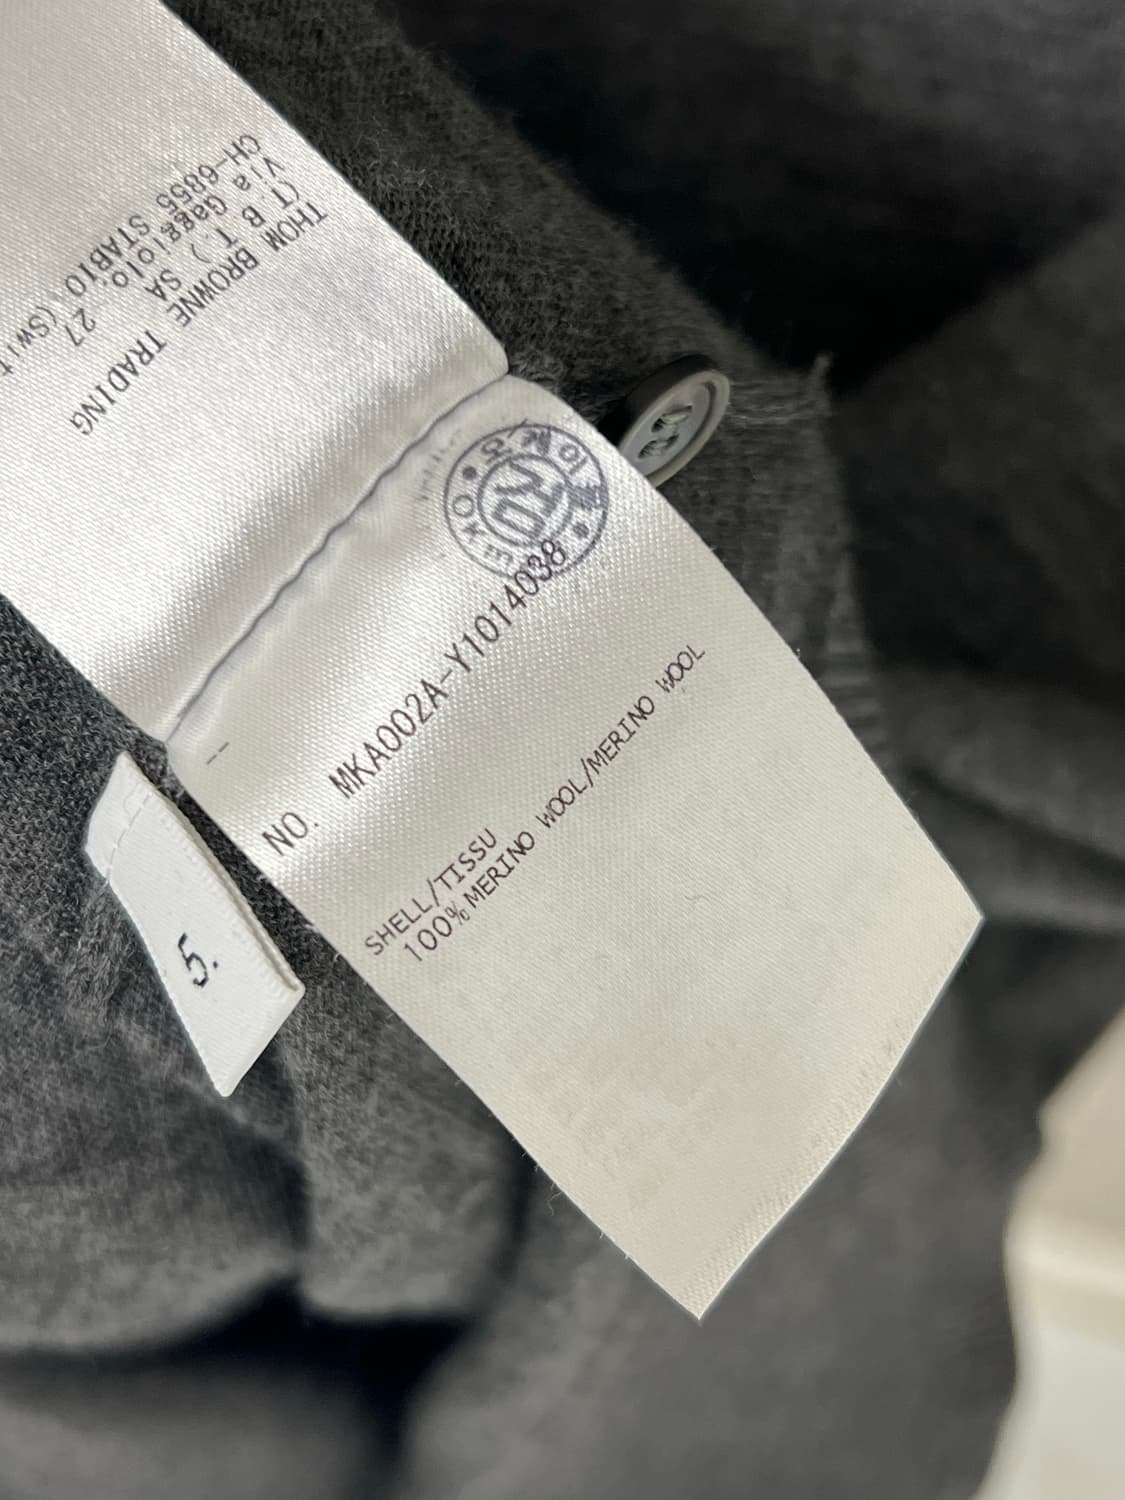 THOM BROWNE TRADING
(T B T.) SA
Via Gaggiolo, 27
CH-6855 STABIO
NO. MKA002A-Y1014038
SHELL/TISSU
100% MERINO WOOL/MERINO WOOL
5.